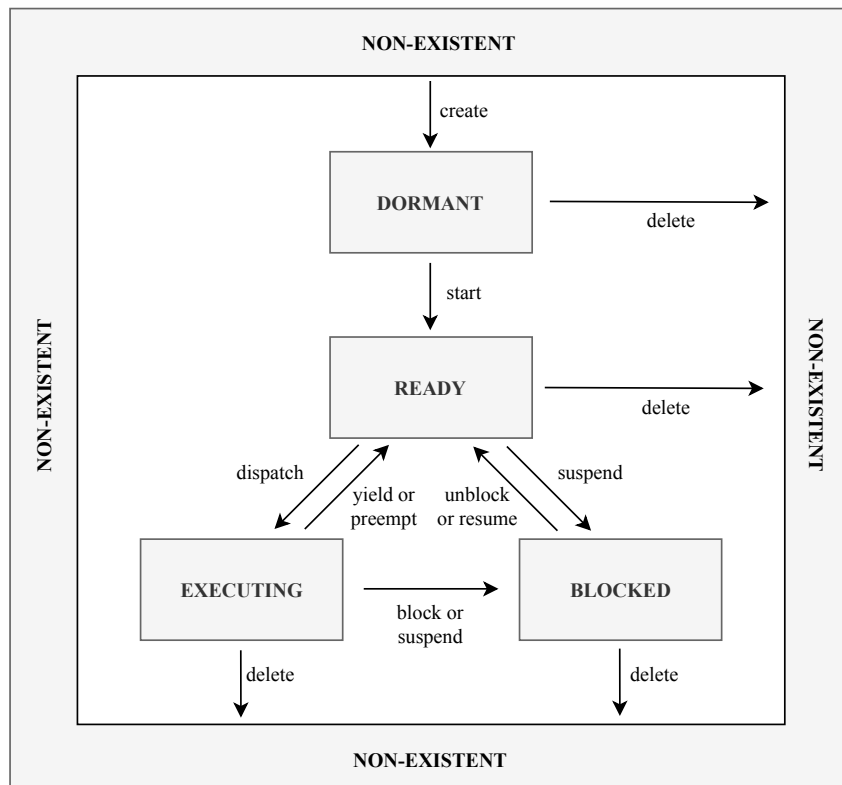 NON-EXISTENT
create
DORMANT
delete
start
NON-EXISTENT
NON-EXISTENT
READY
delete
dispatch
suspend
yield or
preempt
unblock
or resume
EXECUTING
BLOCKED
block or
suspend
delete
delete
NON-EXISTENT